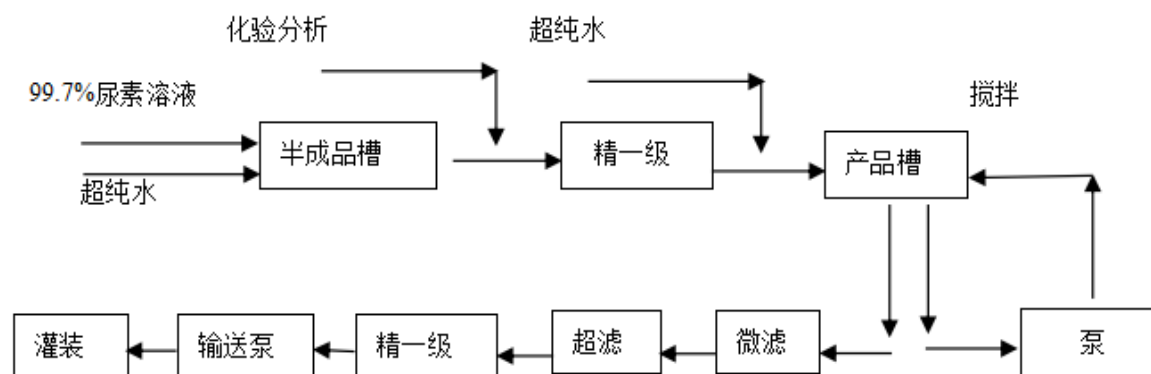 化验分析
超纯水
99.7%尿素溶液
搅拌
半成品槽
精一级
产品槽
超纯水
灌装
输送泵
精一级
超滤
微滤
泵